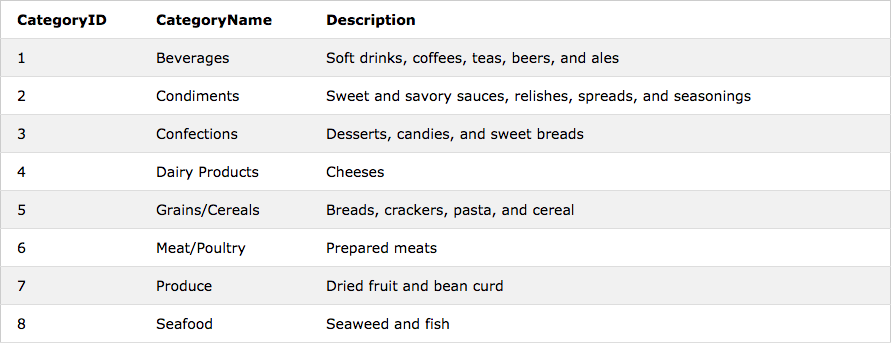 CategoryID CategoryName Description
1 Beverages Soft drinks, coffees, teas, beers, and ales
2 Condiments Sweet and savory sauces, relishes, spreads, and seasonings
3 Confections Desserts, candies, and sweet breads
4 Dairy Products Cheeses
5 Grains/Cereals Breads, crackers, pasta, and cereal
6 Meat/Poultry Prepared meats
7 Produce Dried fruit and bean curd
8 Seafood Seaweed and fish